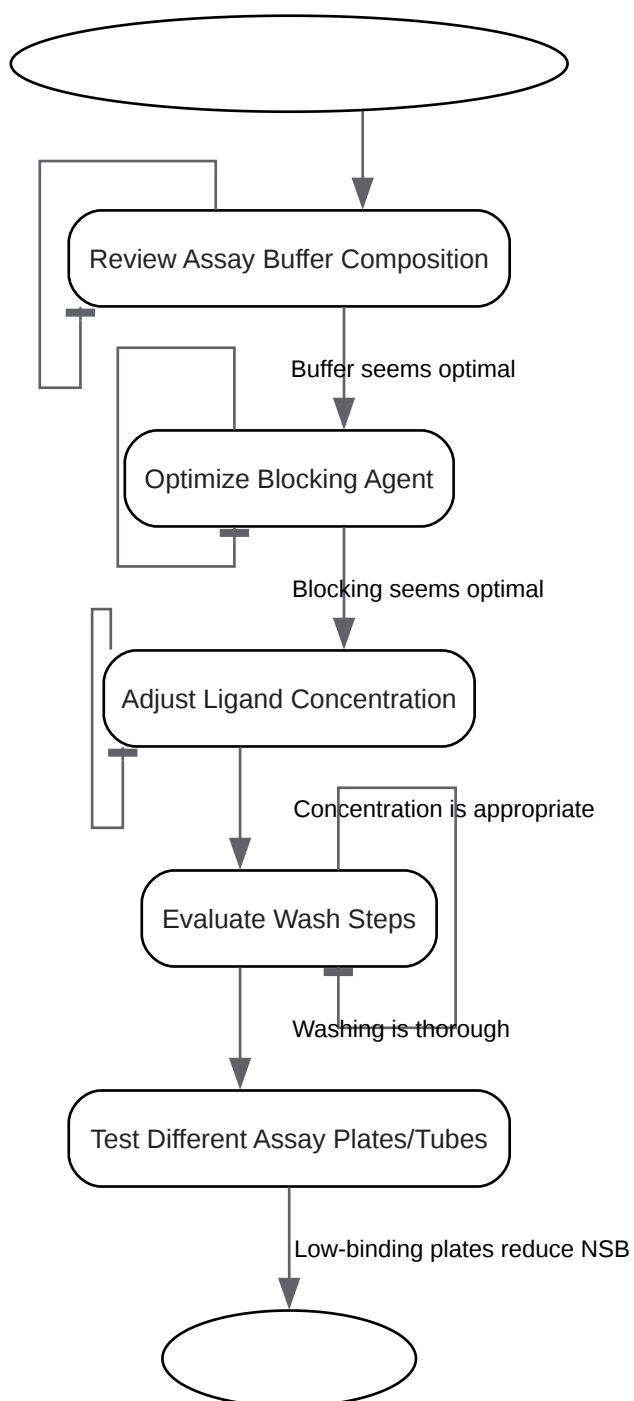 Review Assay Buffer Composition
Buffer seems optimal
Optimize Blocking Agent
Blocking seems optimal
Adjust Ligand Concentration
Concentration is appropriate
Evaluate Wash Steps
Washing is thorough
Test Different Assay Plates/Tubes
Low-binding plates reduce NSB